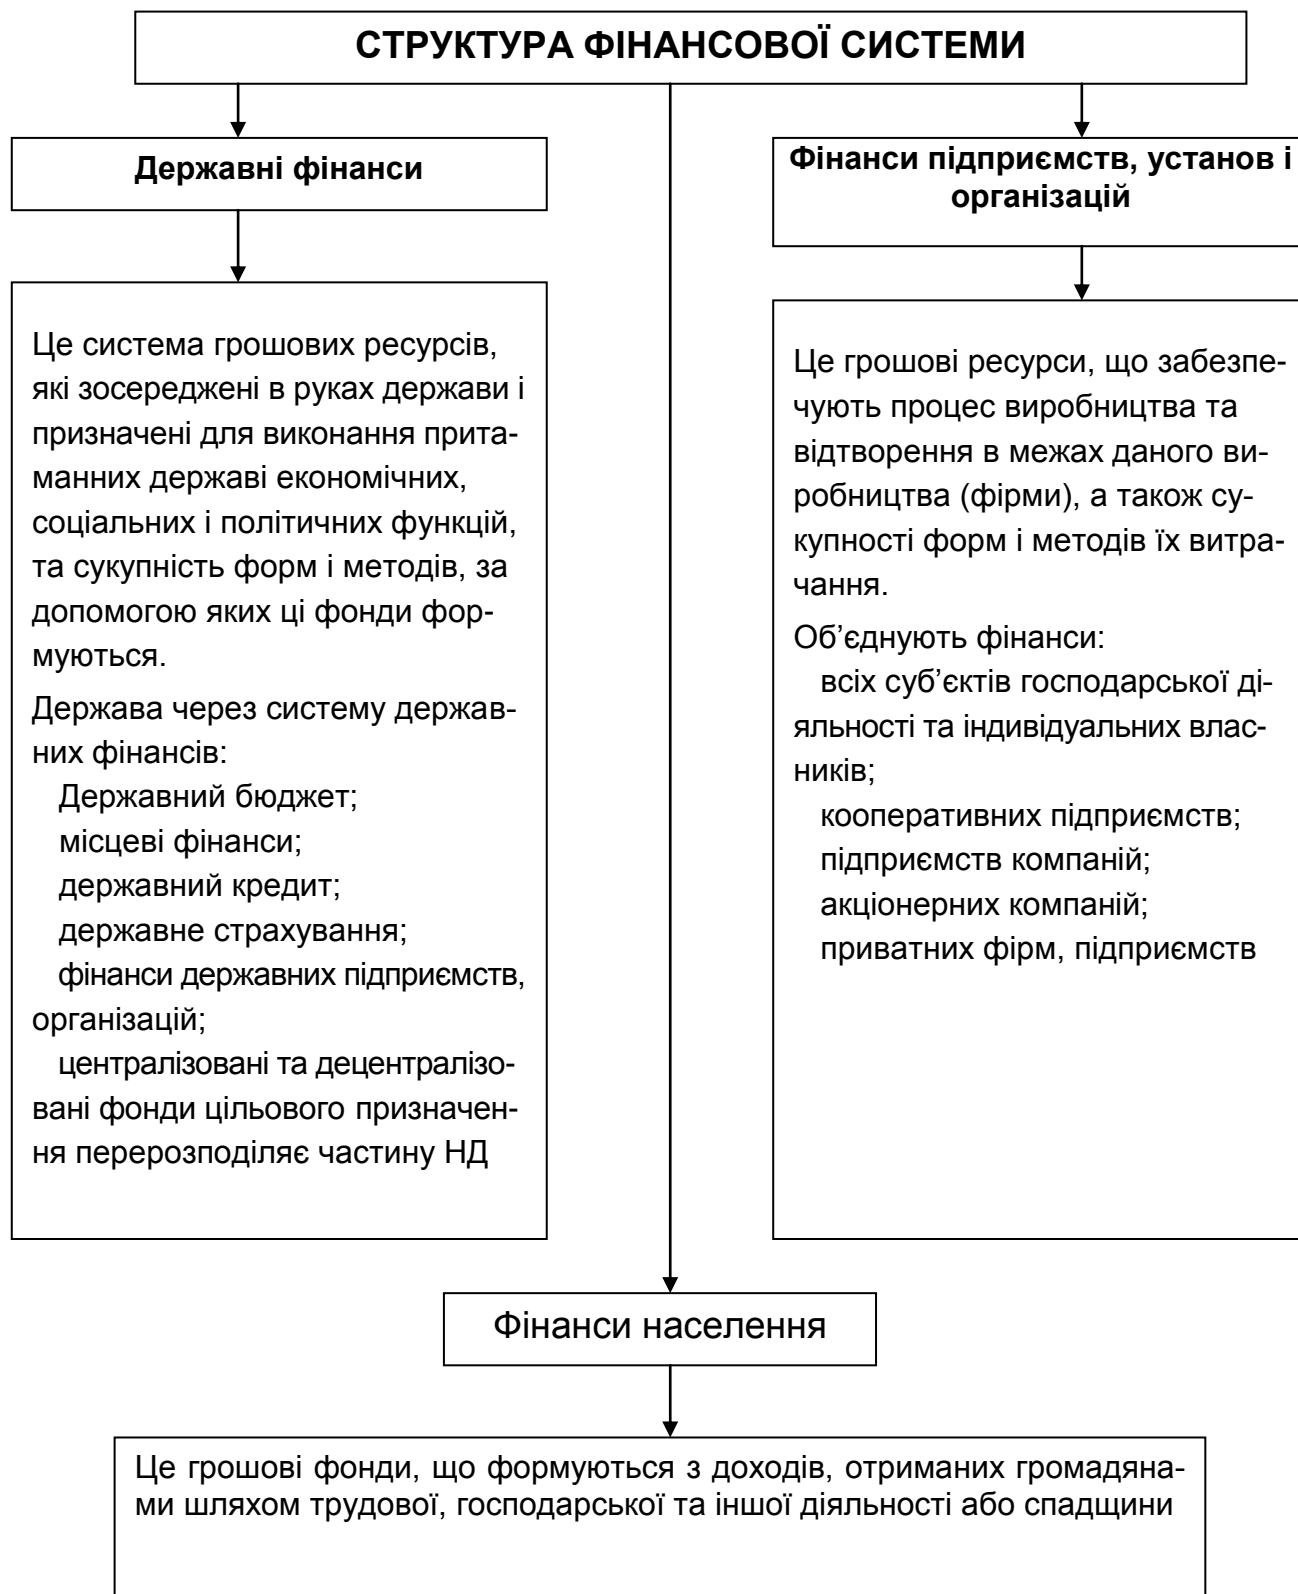 СТРУКТУРА ФІНАНСОВОЇ СИСТЕМИ
Державні фінанси
Це система грошових ресурсів,
які зосереджені в руках держави і
призначені для виконання прита-
манних державі економічних,
соціальних і політичних функцій,
та сукупність форм і методів, за
допомогою яких ці фонди фор-
муються.
Держава через систему держав-
них фінансів:
Державний бюджет;
місцеві фінанси;
державний кредит;
державне страхування;
фінанси державних підприємств,
організацій;
централізовані та децентралізо-
вані фонди цільового призначен-
ня перерозподіляє частину НД
Фінанси підприємств, установ і
організацій
Це грошові ресурси, що забезпе-
чують процес виробництва та
відтворення в межах даного ви-
робництва (фірми), а також су-
купності форм і методів їх витра-
чання.
Об’єднують фінанси:
всіх суб’єктів господарської ді-
яльності та індивідуальних влас-
ників;
кооперативних підприємств;
підприємств компаній;
акціонерних компаній;
приватних фірм, підприємств
Фінанси населення
Це грошові фонди, що формуються з доходів, отриманих громадяна-
ми шляхом трудової, господарської та іншої діяльності або спадщини